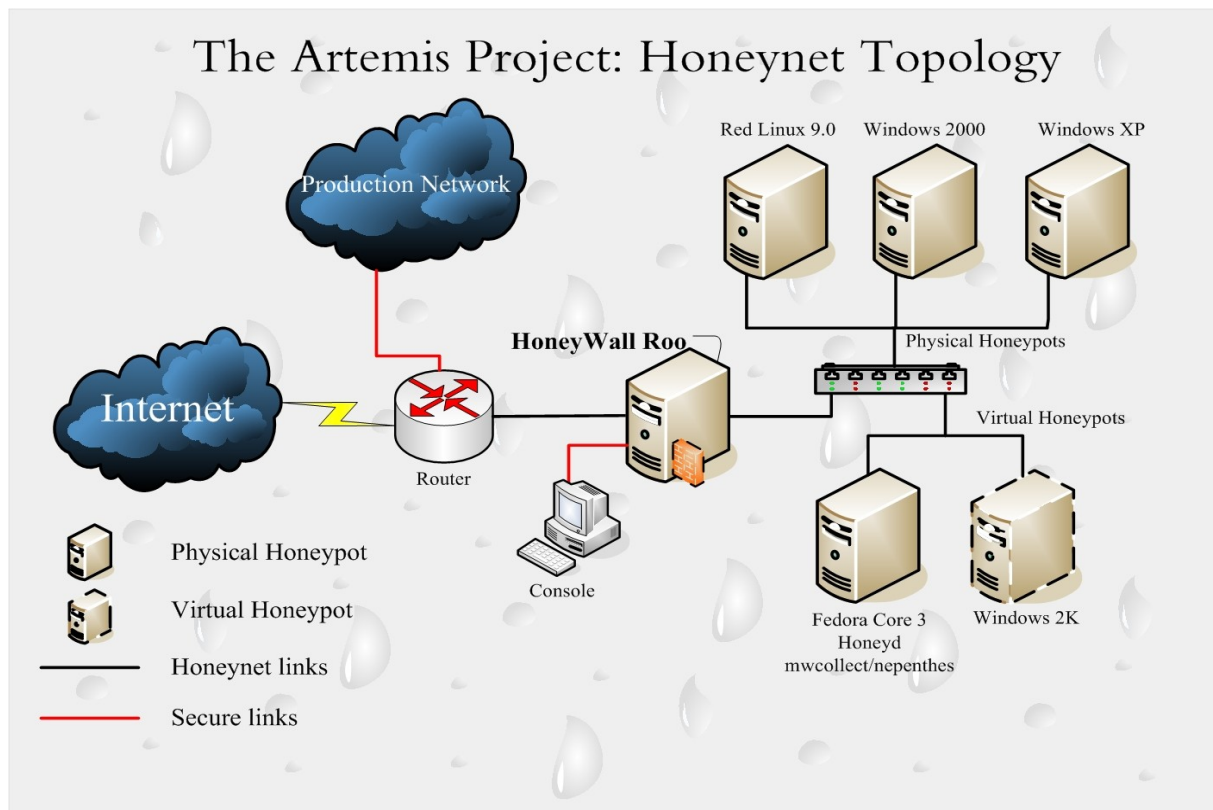 The Artemis Project: Honeynet Topology
Red Linux 9.0
Windows 2000
Windows XP
Production Network
HoneyWall Roo
Physical Honeypots
Internet
Virtual Honeypots
Router
Console
Physical Honeypot
Virtual Honeypot
Honeynet links
Secure links
Fedora Core 3
Honeyd
mwcollect/nepenthes
Windows 2K